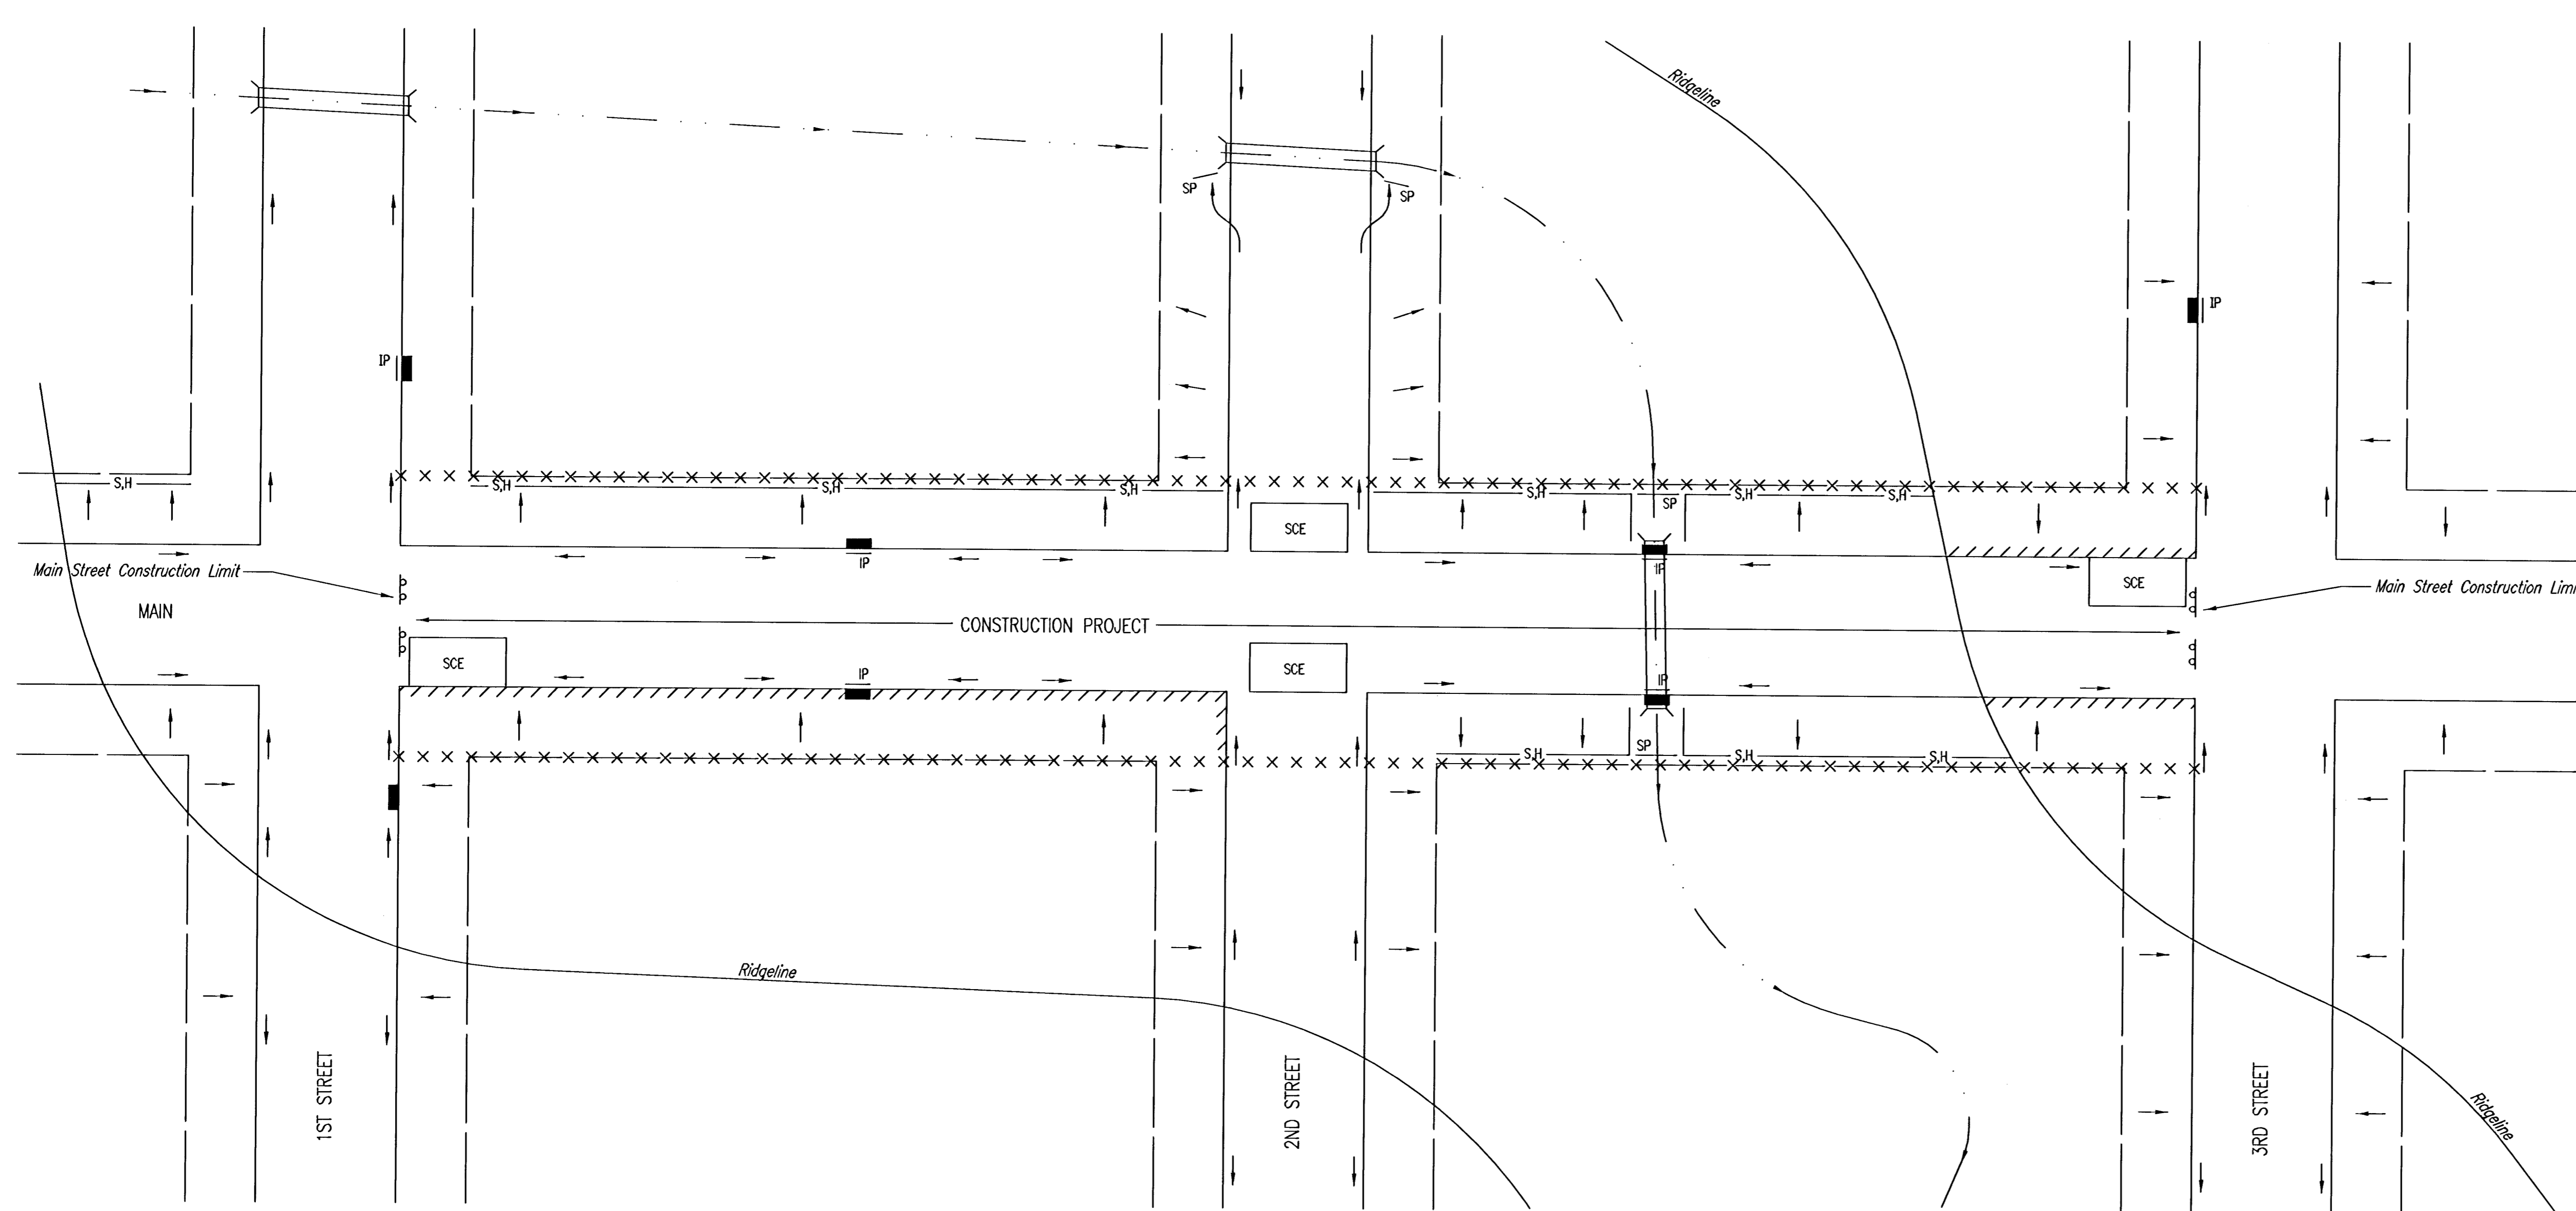 Ridgeline
SP
SP
IP
IP
S,H
S,H
S,H
S,H
S,H
SP
S,H
S,H
SCE
IP
IP
Main Street Construction Limit
SCE
Main Street Construction Limi
MAIN
CONSTRUCTION PROJECT
SCE
SCE
IP
IP
SP
S,H
S,H
S,H
Ridgeline
1ST STREET
2ND STREET
3RD STREET
Ridgeline